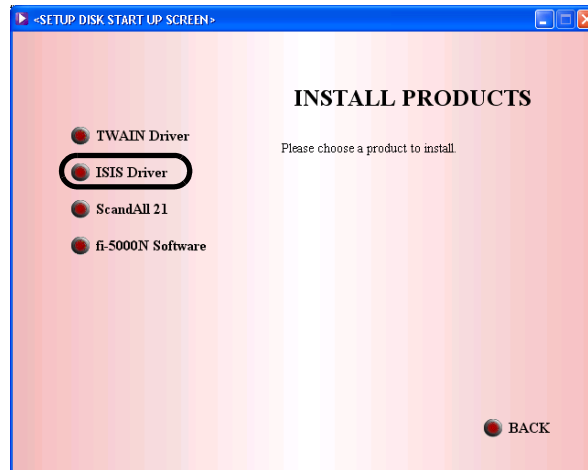 <SETUP DISK START UP SCREEN>
INSTALL PRODUCTS
TWAIN Driver
Please choose a product to install.
ISIS Driver
ScandAll 21
fi-5000N Software
BACK